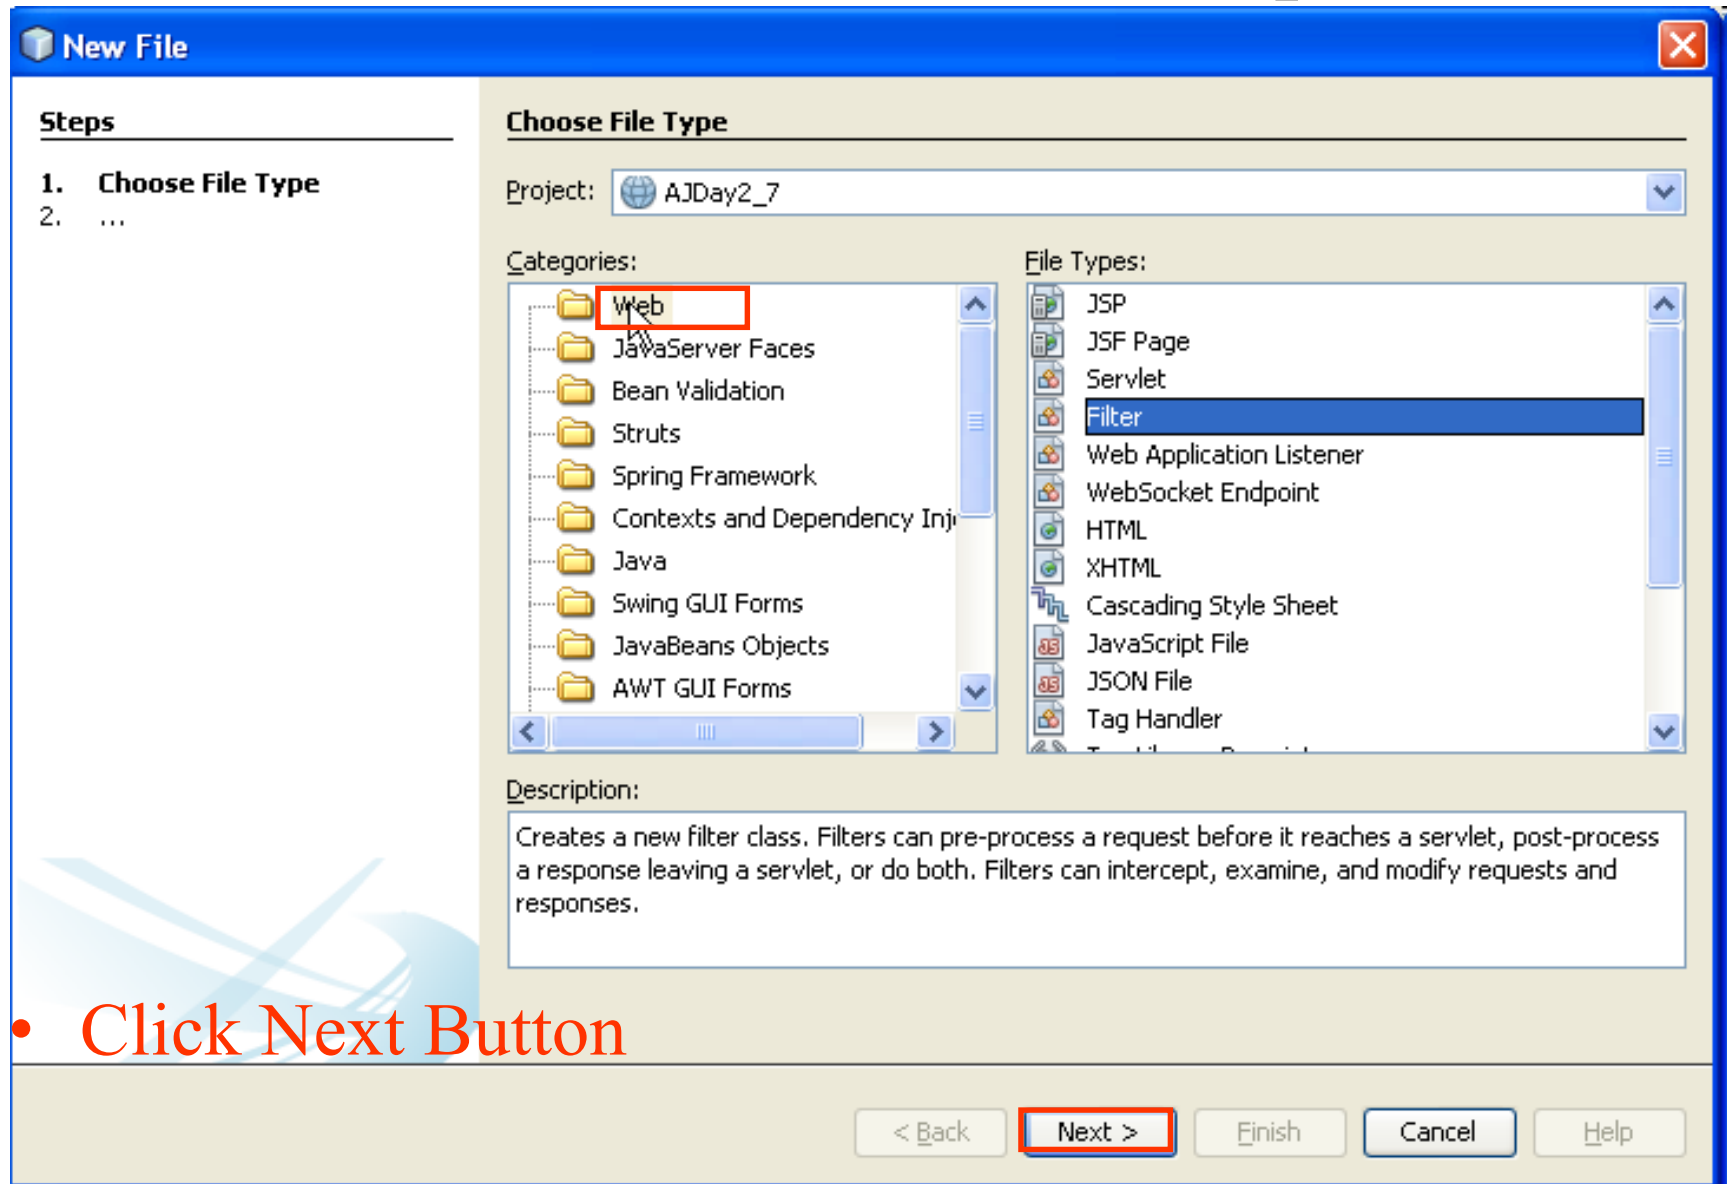 New File
Steps
1. Choose File Type
2. ...
Choose File Type
Project: AJDay2_7
Categories:
Web
JavaServer Faces
Bean Validation
Struts
Spring Framework
Contexts and Dependency Inj
Java
Swing GUI Forms
JavaBeans Objects
AWT GUI Forms
File Types:
JSP
JSF Page
Servlet
Filter
Web Application Listener
WebSocket Endpoint
HTML
XHTML
Cascading Style Sheet
JavaScript File
JSON File
Tag Handler
Description:
Creates a new filter class. Filters can pre-process a request before it reaches a servlet, post-process
a response leaving a servlet, or do both. Filters can intercept, examine, and modify requests and
responses.
• Click Next Button
< Back Next > Finish Cancel Help